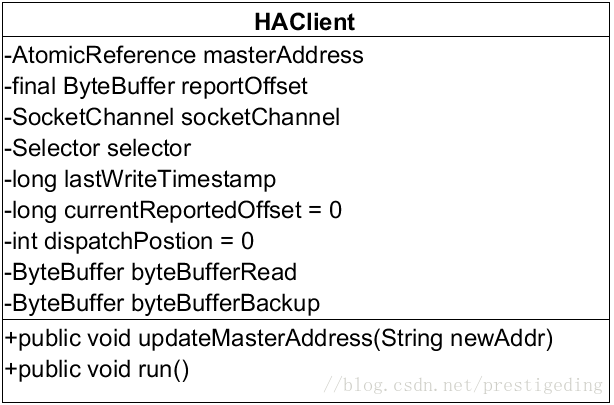 HAClient
-AtomicReference masterAddress
-final ByteBuffer reportOffset
-SocketChannel socketChannel
-Selector selector
-long lastWriteTimestamp
-long currentReportedOffset = 0
-int dispatchPostion = 0
-ByteBuffer byteBufferRead
-ByteBuffer byteBufferBackup
+public void updateMasterAddress(String newAddr)
+public void run()
//blog.csdn.net/prestigeding